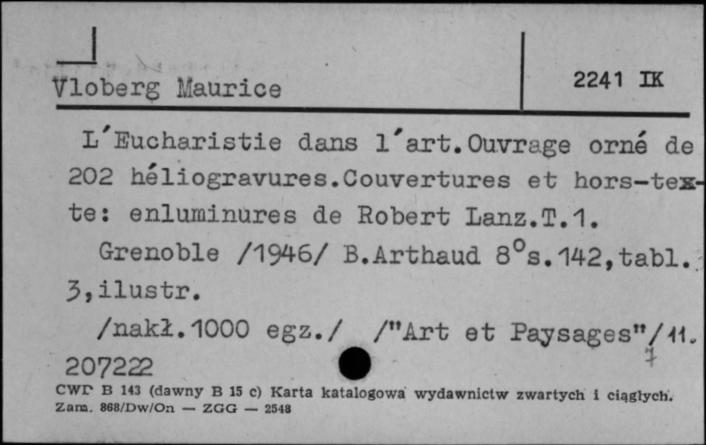 Vloberg Maurice
2241 IK
L'Eucharistie dans l'art.Ouvrage orné de
202 héliogravures.Couvertures et hors-tex-
te: enluminures de Robert Lanz.T.1.
Grenoble /1946/ B.Arthaud 8°s.142,tabl.
3,ilustr.
/nakł.1000 egz./ /"Art et Paysages"/11.
207222
CWD B 143 (dawny B 15 c) Karta katalogowa wydawnictw zwartych i ciągłych.
Zam. 868/Dw/On — ZGG — 2548